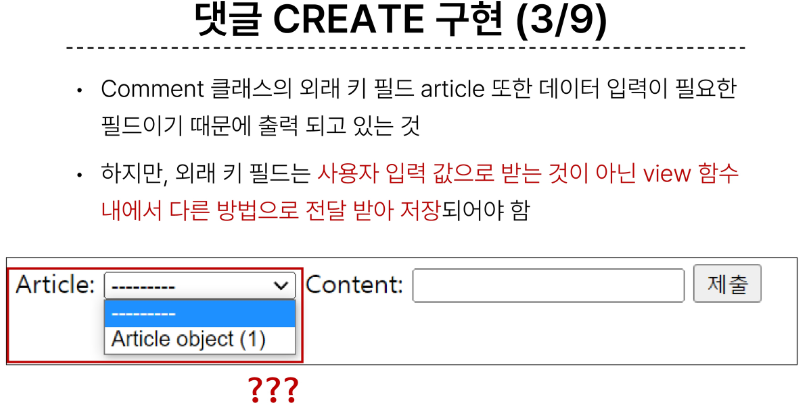 댓글 CREATE 구현 (3/9)
• Comment 클래스의 외래 키 필드 article 또한 데이터 입력이 필요한
필드이기 때문에 출력 되고 있는 것
• 하지만, 외래 키 필드는 사용자 입력 값으로 받는 것이 아닌 view 함수
내에서 다른 방법으로 전달 받아 저장되어야 함
Article: --------- Content: 제출
---------
Article object (1)
???